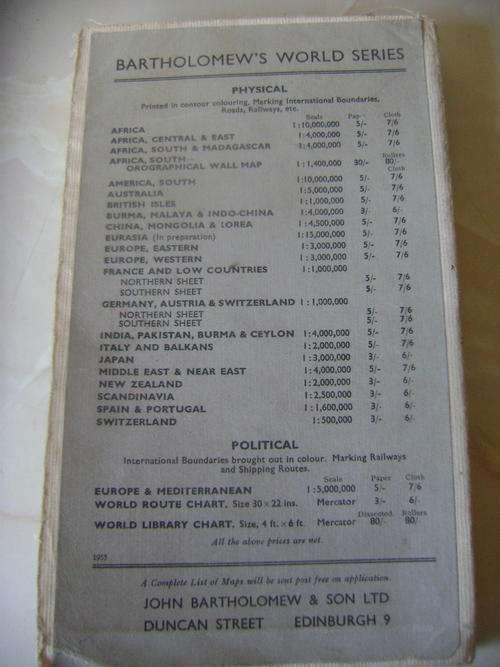 BARTHOLOMEW'S WORLD SERIES
PHYSICAL
Printed in contour colouring, Marking International Boundaries,
Roads, Railways, etc.
Scale Paper Cloth
AFRICA 1:10,000,000 5/- 7/6
AFRICA, CENTRAL & EAST 1:4,000,000 5/- 7/6
AFRICA, SOUTH & MADAGASCAR 1:4,000,000 5/- 7/6
AFRICA, SOUTH— Rollers
OROGRAPHICAL WALL MAP 1:1,400,000 30/- 80/-
Cloth
AMERICA, SOUTH 1:10,000,000 5/- 7/6
AUSTRALIA 1:5,000,000 5/- 7/6
BRITISH ISLES 1:1,000,000 5/- 7/6
BURMA, MALAYA & INDO-CHINA 1:4,000,000 3/- 6/-
CHINA, MONGOLIA & KOREA 1:4,500,000 5/- 7/6
EURASIA (In preparation) 1:15,000,000 5/- 7/6
EUROPE, EASTERN 1:3,000,000 5/- 7/6
EUROPE, WESTERN 1:3,000,000 5/- 7/6
FRANCE AND LOW COUNTRIES 1:1,000,000
NORTHERN SHEET 5/- 7/6
SOUTHERN SHEET 5/- 7/6
GERMANY, AUSTRIA & SWITZERLAND 1:1,000,000
NORTHERN SHEET 5/- 7/6
SOUTHERN SHEET 5/- 7/6
INDIA, PAKISTAN, BURMA & CEYLON 1:4,000,000 5/- 7/6
ITALY AND BALKANS 1:2,000,000 5/- 7/6
JAPAN 1:3,000,000 3/- 6/-
MIDDLE EAST & NEAR EAST 1:4,000,000 5/- 7/6
NEW ZEALAND 1:2,000,000 3/- 6/-
SCANDINAVIA 1:2,500,000 3/- 6/-
SPAIN & PORTUGAL 1:1,600,000 3/- 6/-
SWITZERLAND 1:500,000 3/- 6/-
POLITICAL
International Boundaries brought out in colour. Marking Railways
and Shipping Routes.
Scale Paper Cloth
EUROPE & MEDITERRANEAN 1:5,000,000 5/- 7/6
WORLD ROUTE CHART. Size 30 × 22 ins. Mercator 3/- 6/-
Dissected Rollers
WORLD LIBRARY CHART. Size, 4 ft. × 6 ft. Mercator 80/- 80/-
All the above prices are net.
1955
A Complete List of Maps will be sent post free on application
JOHN BARTHOLOMEW & SON LTD
DUNCAN STREET EDINBURGH 9